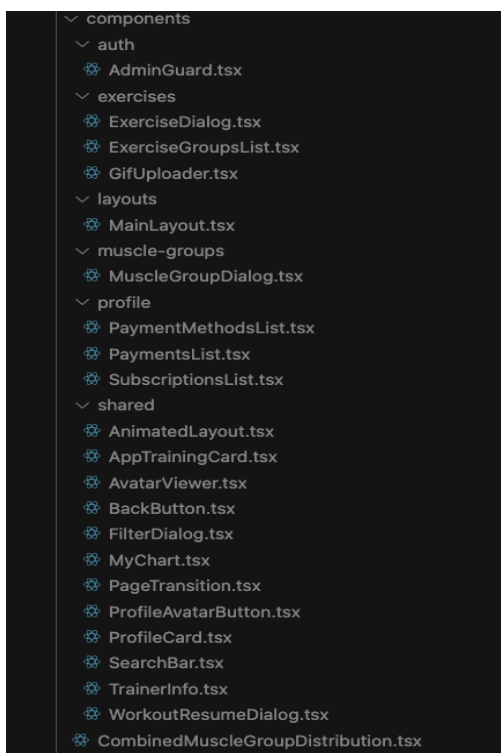 components
auth
AdminGuard.tsx
exercises
ExerciseDialog.tsx
ExerciseGroupsList.tsx
GifUploader.tsx
layouts
MainLayout.tsx
muscle-groups
MuscleGroupDialog.tsx
profile
PaymentMethodsList.tsx
PaymentsList.tsx
SubscriptionsList.tsx
shared
AnimatedLayout.tsx
AppTrainingCard.tsx
AvatarViewer.tsx
BackButton.tsx
FilterDialog.tsx
MyChart.tsx
PageTransition.tsx
ProfileAvatarButton.tsx
ProfileCard.tsx
SearchBar.tsx
TrainerInfo.tsx
WorkoutResumeDialog.tsx
CombinedMuscleGroupDistribution.tsx